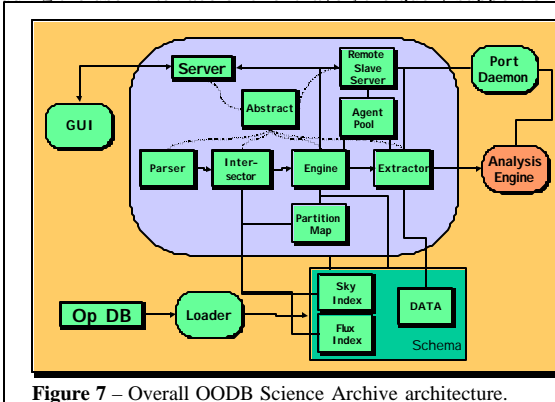 Server
Remote
Slave
Server
Port
Daemon
GUI
Abstract
Agent
Pool
Parser
Inter-
sector
Engine
Extractor
Analysis
Engine
Partition
Map
Sky
Index
DATA
Op DB
Loader
Flux
Index
Schema
Figure 7 – Overall OODB Science Archive architecture.